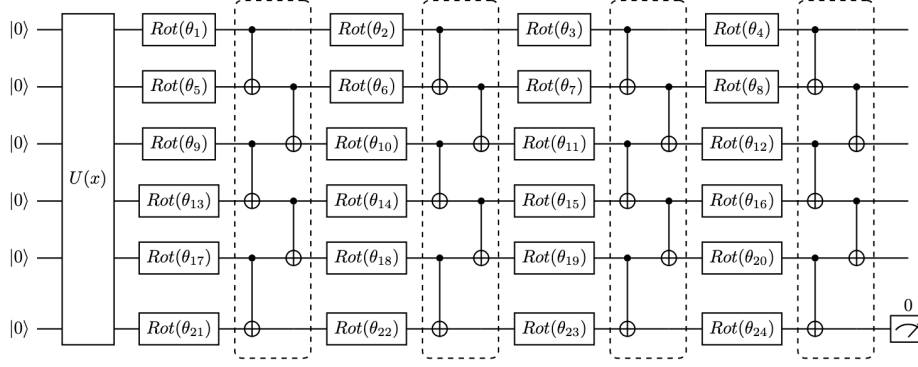 |0⟩ Rot(θ₁) Rot(θ₂) Rot(θ₃) Rot(θ₄)
|0⟩ Rot(θ₅) Rot(θ₆) Rot(θ₇) Rot(θ₈)
|0⟩ Rot(θ₉) Rot(θ₁₀) Rot(θ₁₁) Rot(θ₁₂)
U(x)
|0⟩ Rot(θ₁₃) Rot(θ₁₄) Rot(θ₁₅) Rot(θ₁₆)
|0⟩ Rot(θ₁₇) Rot(θ₁₈) Rot(θ₁₉) Rot(θ₂₀)
0
|0⟩ Rot(θ₂₁) Rot(θ₂₂) Rot(θ₂₃) Rot(θ₂₄)